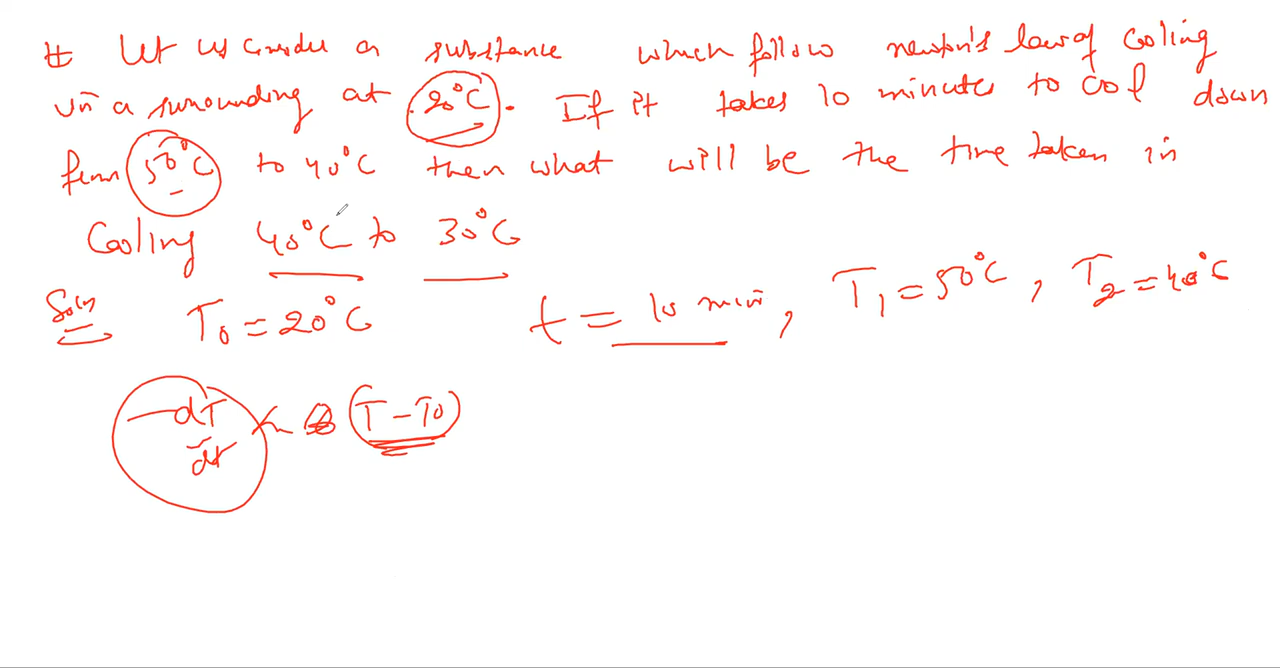 # Let us consider a substance which follow newton's law of cooling
in a surrounding at 20°C. If it takes 10 minutes to cool down
from 50°C to 40°C then what will be the time taken in
Cooling 40°C to 30°C
Soln T₀ = 20°C t = 10 min, T₁ = 50°C, T₂ = 40°C
-dT/dt ∝ (T - T₀)